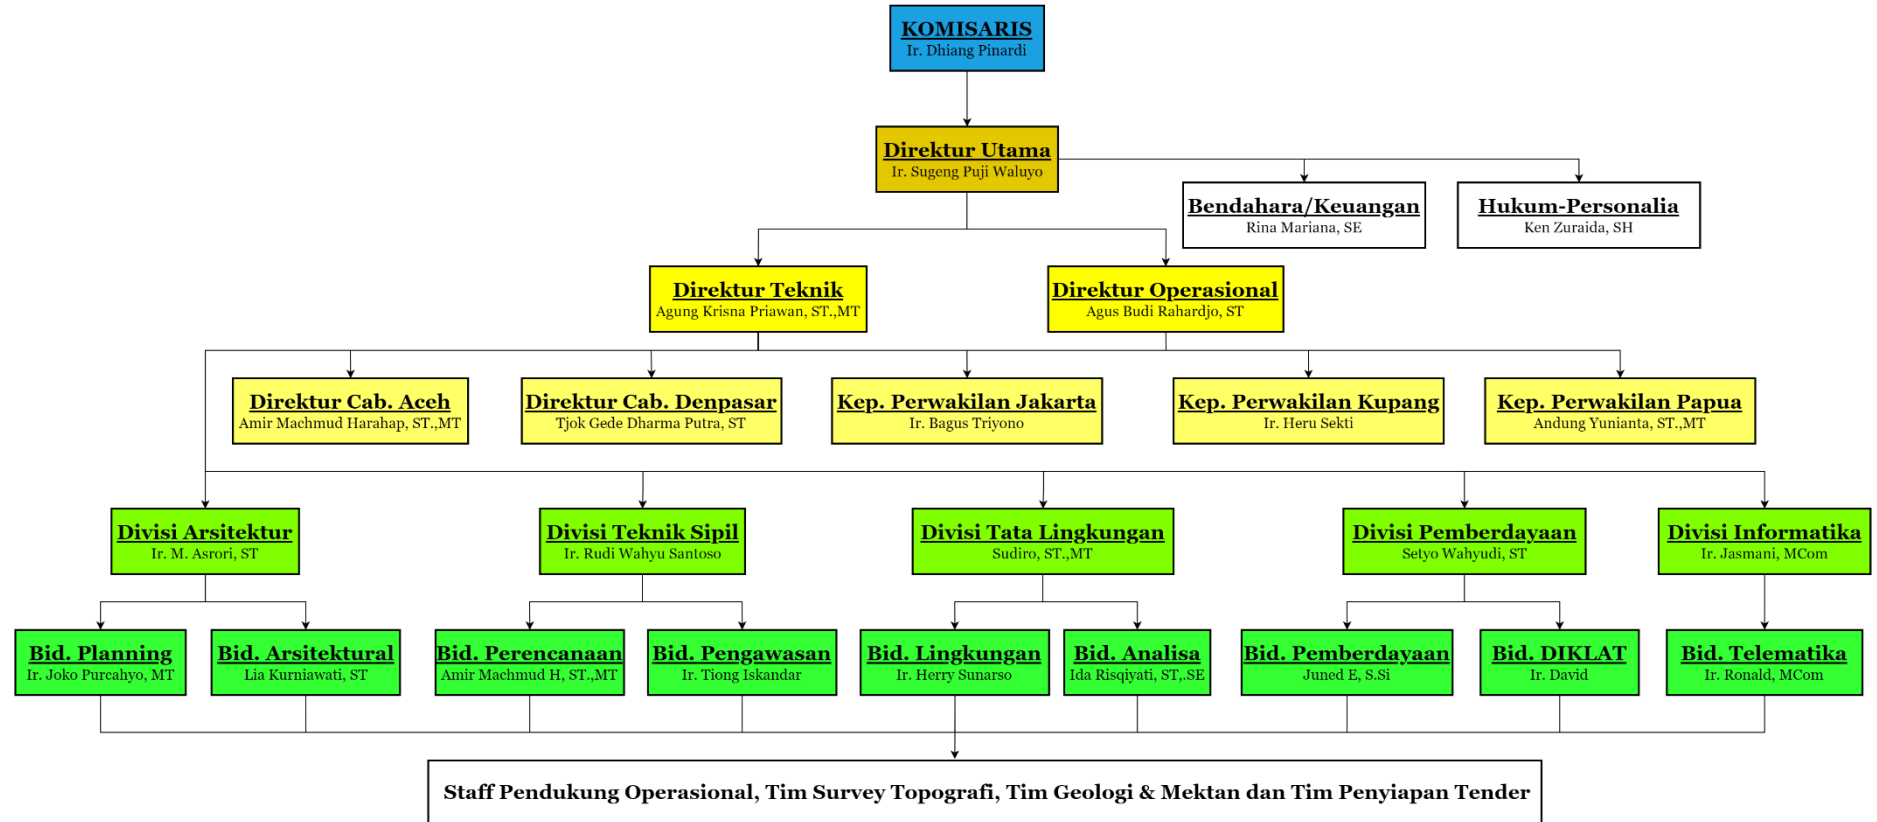 KOMISARIS
Ir. Dhiang Pinardi
Direktur Utama
Ir. Sugeng Puji Waluyo
Bendahara/Keuangan
Rina Mariana, SE
Hukum-Personalia
Ken Zuraida, SH
Direktur Teknik
Agung Krisna Priawan, ST.,MT
Direktur Operasional
Agus Budi Rahardjo, ST
Direktur Cab. Aceh
Amir Machmud Harahap, ST.,MT
Direktur Cab. Denpasar
Tjok Gede Dharma Putra, ST
Kep. Perwakilan Jakarta
Ir. Bagus Triyono
Kep. Perwakilan Kupang
Ir. Heru Sekti
Kep. Perwakilan Papua
Andung Yunianta, ST.,MT
Divisi Arsitektur
Ir. M. Asrori, ST
Divisi Teknik Sipil
Ir. Rudi Wahyu Santoso
Divisi Tata Lingkungan
Sudiro, ST.,MT
Divisi Pemberdayaan
Setyo Wahyudi, ST
Divisi Informatika
Ir. Jasmani, MCom
Bid. Planning
Ir. Joko Purcahyo, MT
Bid. Arsitektural
Lia Kurniawati, ST
Bid. Perencanaan
Amir Machmud H, ST.,MT
Bid. Pengawasan
Ir. Tiong Iskandar
Bid. Lingkungan
Ir. Herry Sunarso
Bid. Analisa
Ida Risqiyati, ST,.SE
Bid. Pemberdayaan
Juned E, S.Si
Bid. DIKLAT
Ir. David
Bid. Telematika
Ir. Ronald, MCom
Staff Pendukung Operasional, Tim Survey Topografi, Tim Geologi & Mektan dan Tim Penyiapan Tender